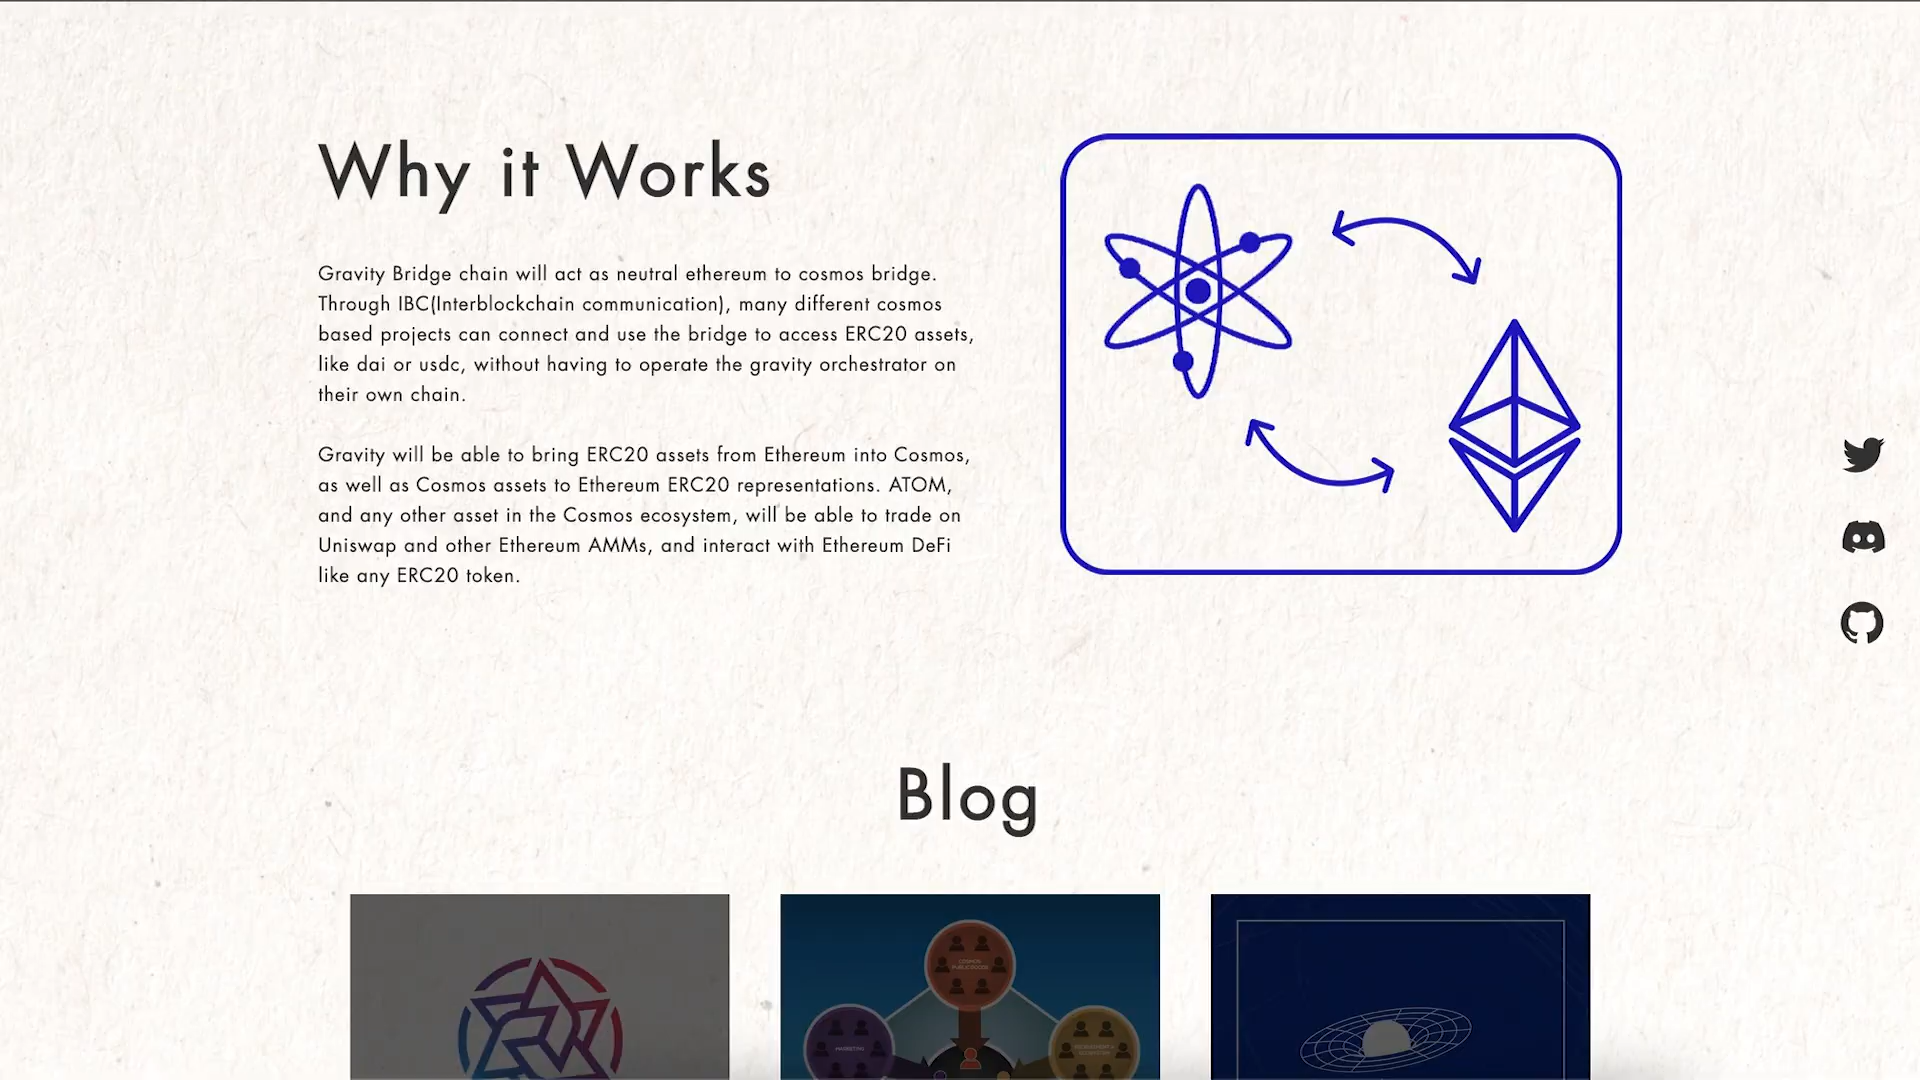 Why it Works
Gravity Bridge chain will act as neutral ethereum to cosmos bridge.
Through IBC(Interblockchain communication), many different cosmos
based projects can connect and use the bridge to access ERC20 assets,
like dai or usdc, without having to operate the gravity orchestrator on
their own chain.
Gravity will be able to bring ERC20 assets from Ethereum into Cosmos,
as well as Cosmos assets to Ethereum ERC20 representations. ATOM,
and any other asset in the Cosmos ecosystem, will be able to trade on
Uniswap and other Ethereum AMMs, and interact with Ethereum DeFi
like any ERC20 token.
Blog
COSMOS
PUBLIC GOODS
MARKETING